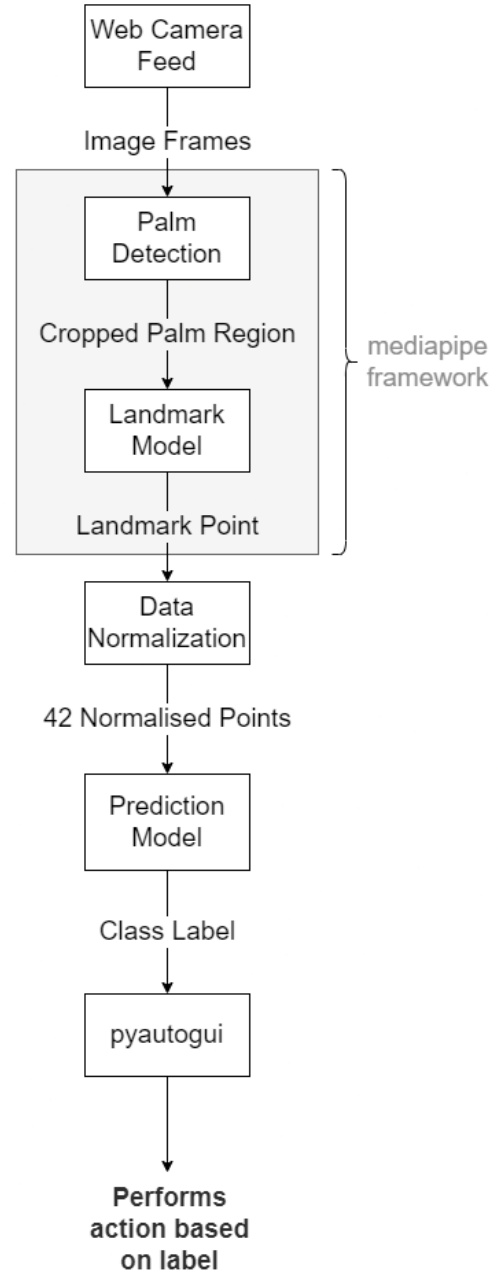 Web Camera
Feed
Image Frames
Palm
Detection
Cropped Palm Region
mediapipe
framework
Landmark
Model
Landmark Point
Data
Normalization
42 Normalised Points
Prediction
Model
Class Label
pyautogui
Performs
action based
on label